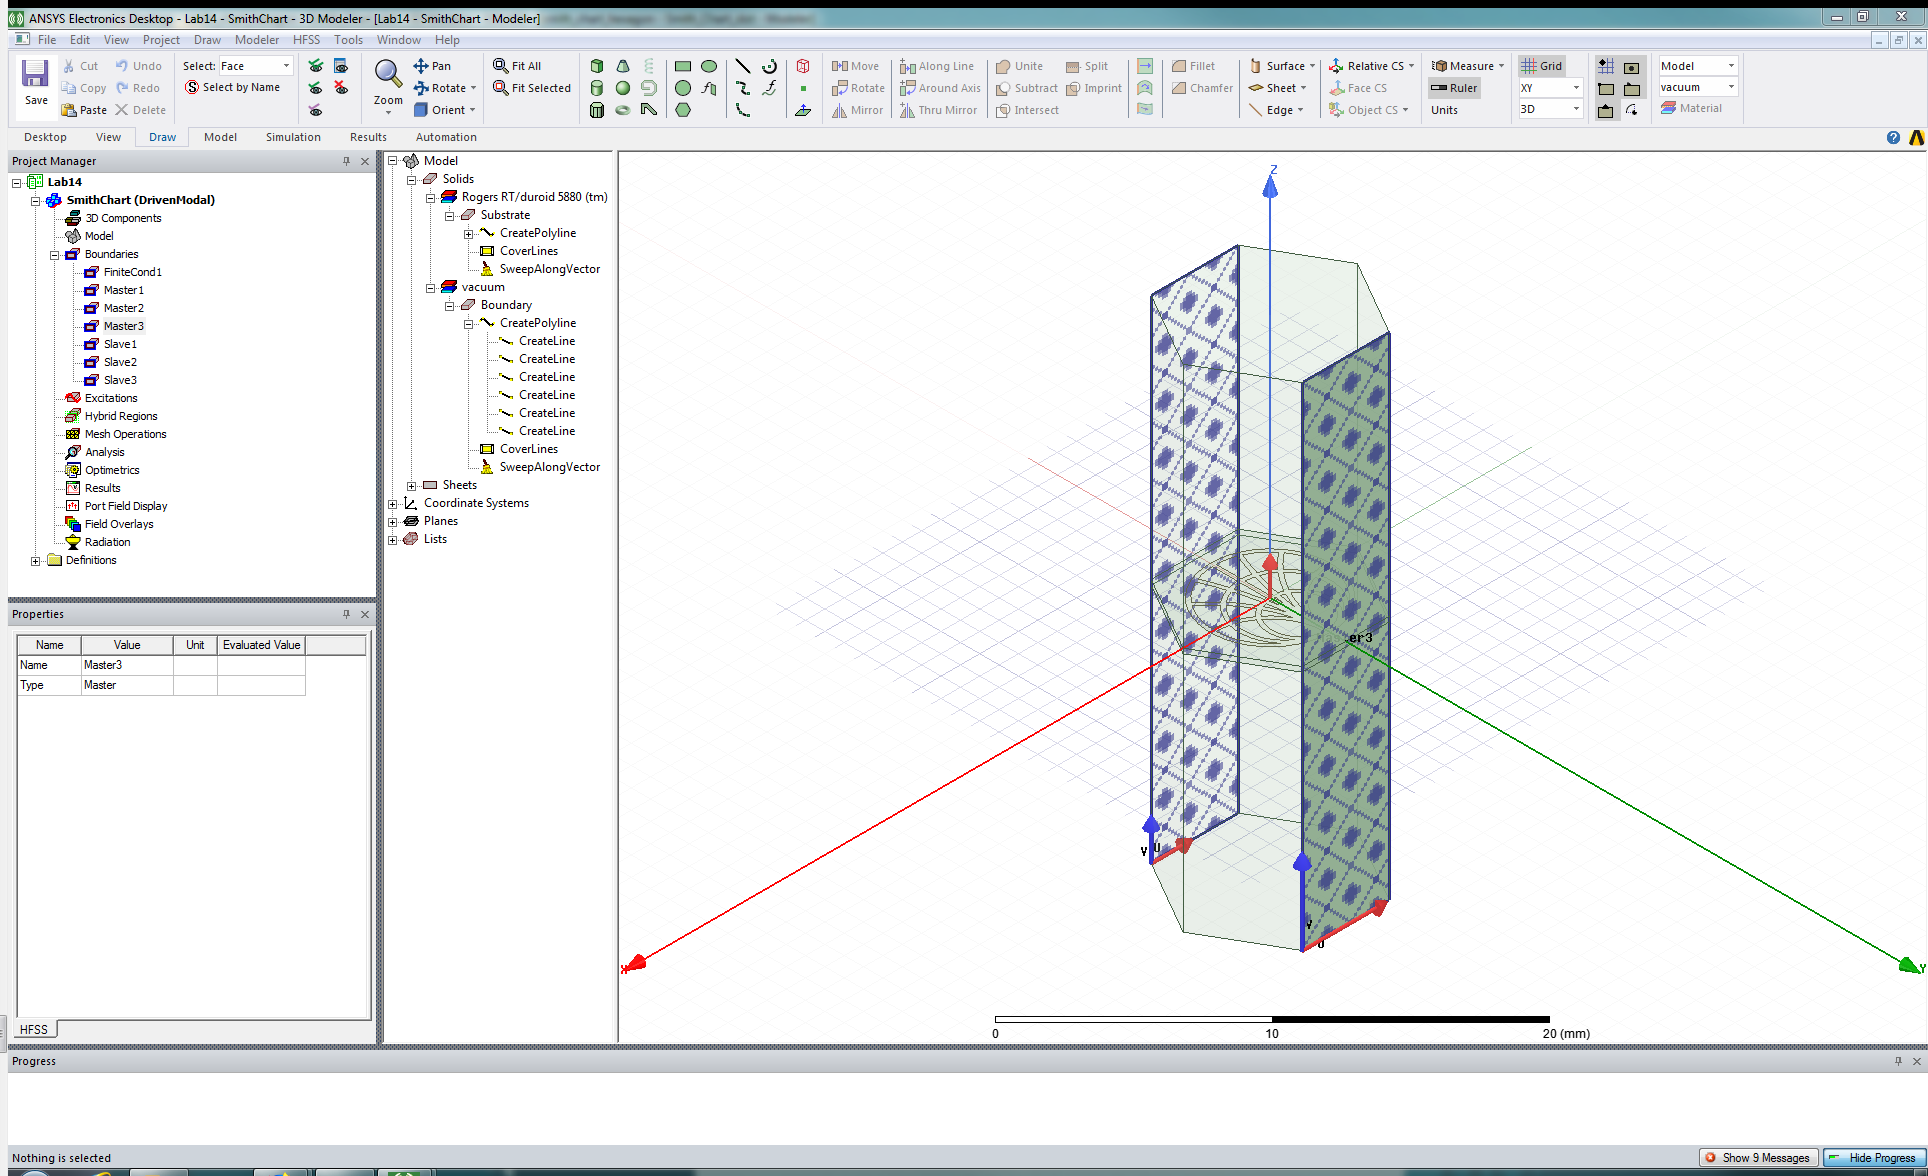 ANSYS Electronics Desktop - Lab14 - SmithChart - 3D Modeler - [Lab14 - SmithChart - Modeler]
File Edit View Project Draw Modeler HFSS Tools Window Help
Save
Cut
Copy
Paste
Undo
Redo
Delete
Select: Face
Select by Name
Zoom
Pan
Rotate
Orient
Fit All
Fit Selected
Move
Rotate
Mirror
Along Line
Around Axis
Thru Mirror
Unite
Subtract
Intersect
Split
Imprint
Fillet
Chamfer
Surface
Sheet
Edge
Relative CS
Face CS
Object CS
Measure
Ruler
Units
Grid
XY
3D
Model
vacuum
Material
Desktop View Draw Model Simulation Results Automation
Project Manager
Lab14
SmithChart (DrivenModal)
3D Components
Model
Boundaries
FiniteCond1
Master1
Master2
Master3
Slave1
Slave2
Slave3
Excitations
Hybrid Regions
Mesh Operations
Analysis
Optimetrics
Results
Port Field Display
Field Overlays
Radiation
Definitions
Model
Solids
Rogers RT/duroid 5880 (tm)
Substrate
CreatePolyline
CoverLines
SweepAlongVector
vacuum
Boundary
CreatePolyline
CreateLine
CreateLine
CreateLine
CreateLine
CreateLine
CreateLine
CoverLines
SweepAlongVector
Sheets
Coordinate Systems
Planes
Lists
Properties
Name Value Unit Evaluated Value
Name Master3
Type Master
HFSS
Z
er3
V U
V
U
X
Y
0 10 20 (mm)
Progress
Nothing is selected
Show 9 Messages
Hide Progress